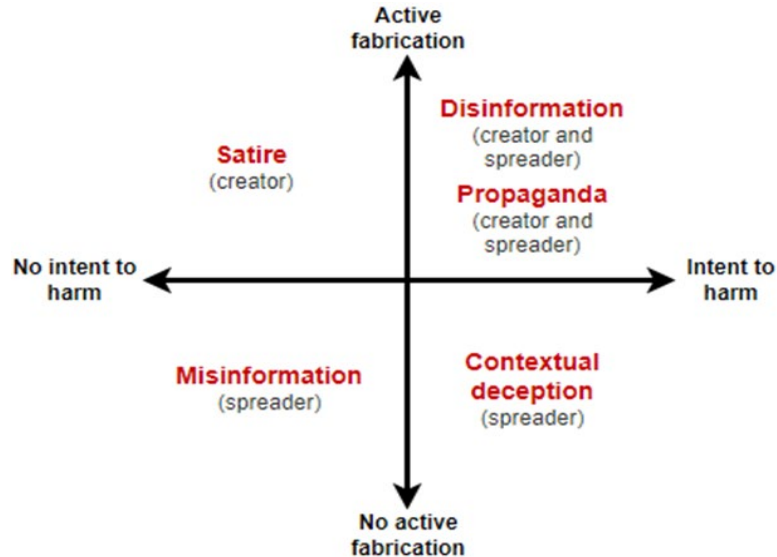 Active
fabrication
Disinformation
(creator and
spreader)
Satire
(creator)
Propaganda
(creator and
spreader)
No intent to
harm
Intent to
harm
Misinformation
(spreader)
Contextual
deception
(spreader)
No active
fabrication